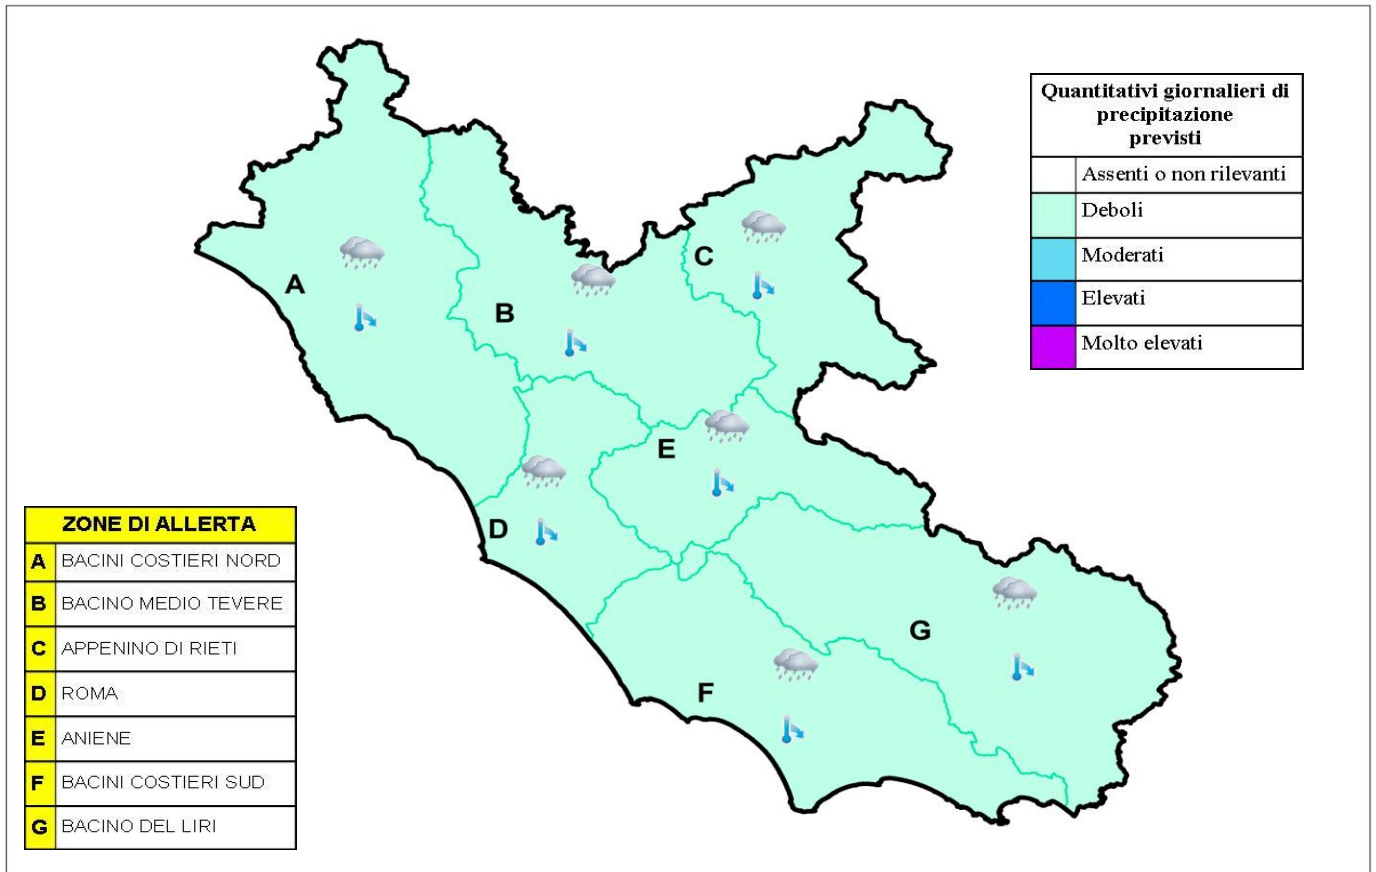 Quantitativi giornalieri di
precipitazione
previsti
Assenti o non rilevanti
Deboli
Moderati
Elevati
Molto elevati
A
B
C
D
E
F
G
ZONE DI ALLERTA
A BACINI COSTIERI NORD
B BACINO MEDIO TEVERE
C APPENINO DI RIETI
D ROMA
E ANIENE
F BACINI COSTIERI SUD
G BACINO DEL LIRI